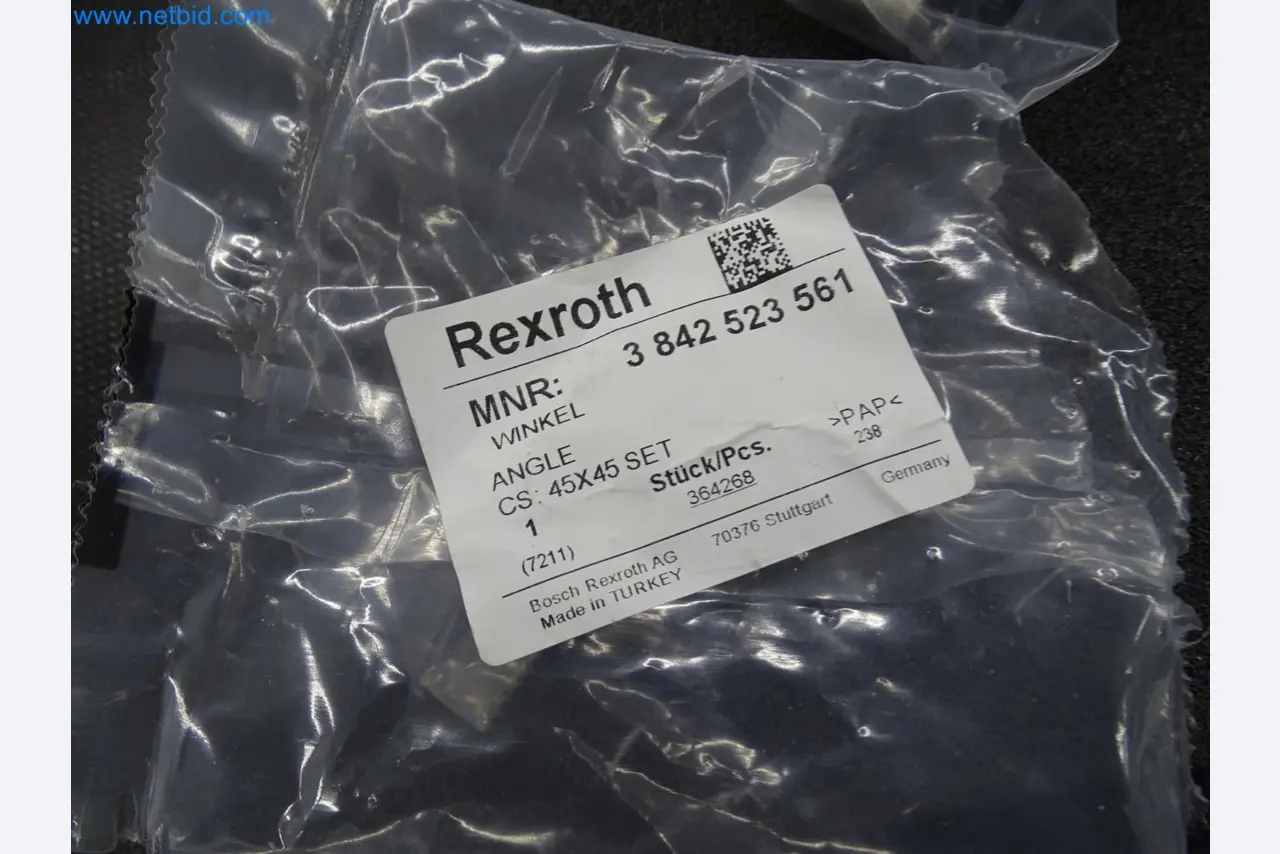 www.netbid.com
Rexroth
MNR: 3 842 523 561
WINKEL
ANGLE
CS: 45X45 SET
1 Stück/Pcs. >PAP<
(7211) 364268 238
Bosch Rexroth AG 70376 Stuttgart Germany
Made in TURKEY